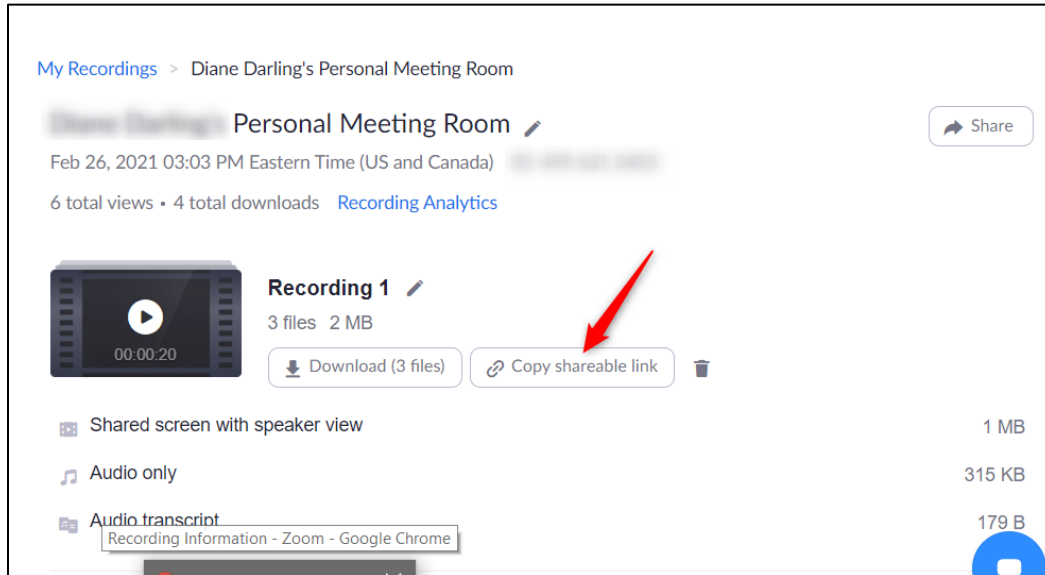 My Recordings > Diane Darling's Personal Meeting Room
Personal Meeting Room
Share
Feb 26, 2021 03:03 PM Eastern Time (US and Canada)
6 total views • 4 total downloads Recording Analytics
Recording 1
3 files 2 MB
00:00:20
Download (3 files)
Copy shareable link
Shared screen with speaker view
1 MB
Audio only
315 KB
Audio transcript
179 B
Recording Information - Zoom - Google Chrome